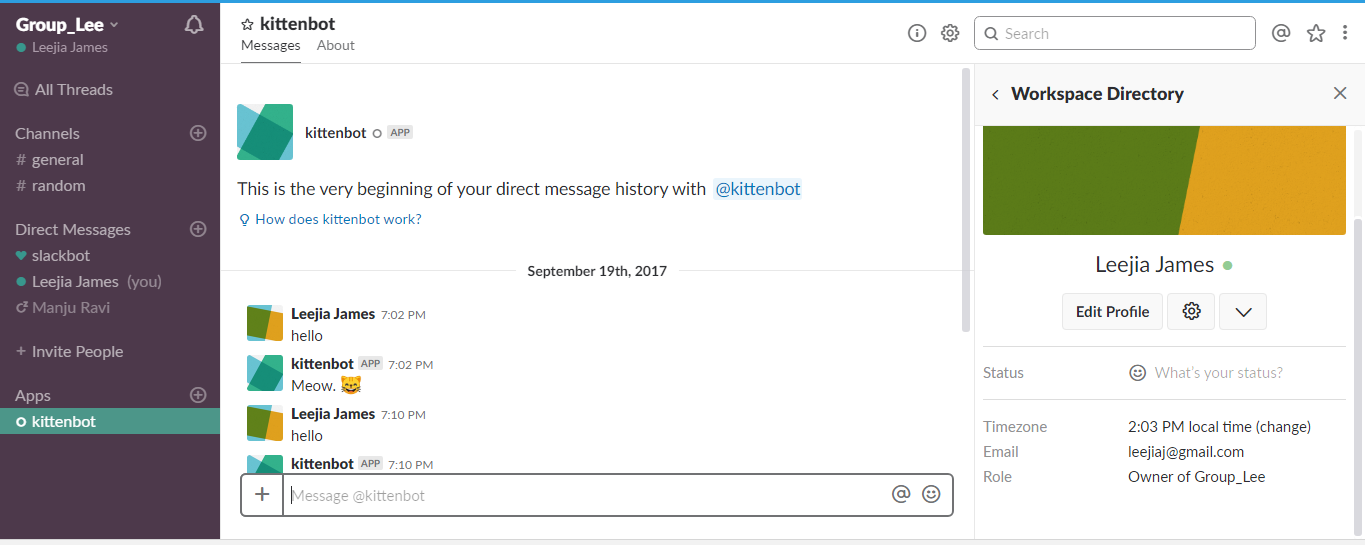 Group_Lee
Leejia James
All Threads
Channels
# general
# random
Direct Messages
slackbot
Leejia James (you)
Manju Ravi
+ Invite People
Apps
kittenbot
kittenbot
Messages About
Search
kittenbot APP
This is the very beginning of your direct message history with @kittenbot
How does kittenbot work?
September 19th, 2017
Leejia James 7:02 PM
hello
kittenbot APP 7:02 PM
Meow. 😸
Leejia James 7:10 PM
hello
kittenbot APP 7:10 PM
+ Message @kittenbot @
Workspace Directory
Leejia James
Edit Profile
Status What's your status?
Timezone 2:03 PM local time (change)
Email leejiaj@gmail.com
Role Owner of Group_Lee